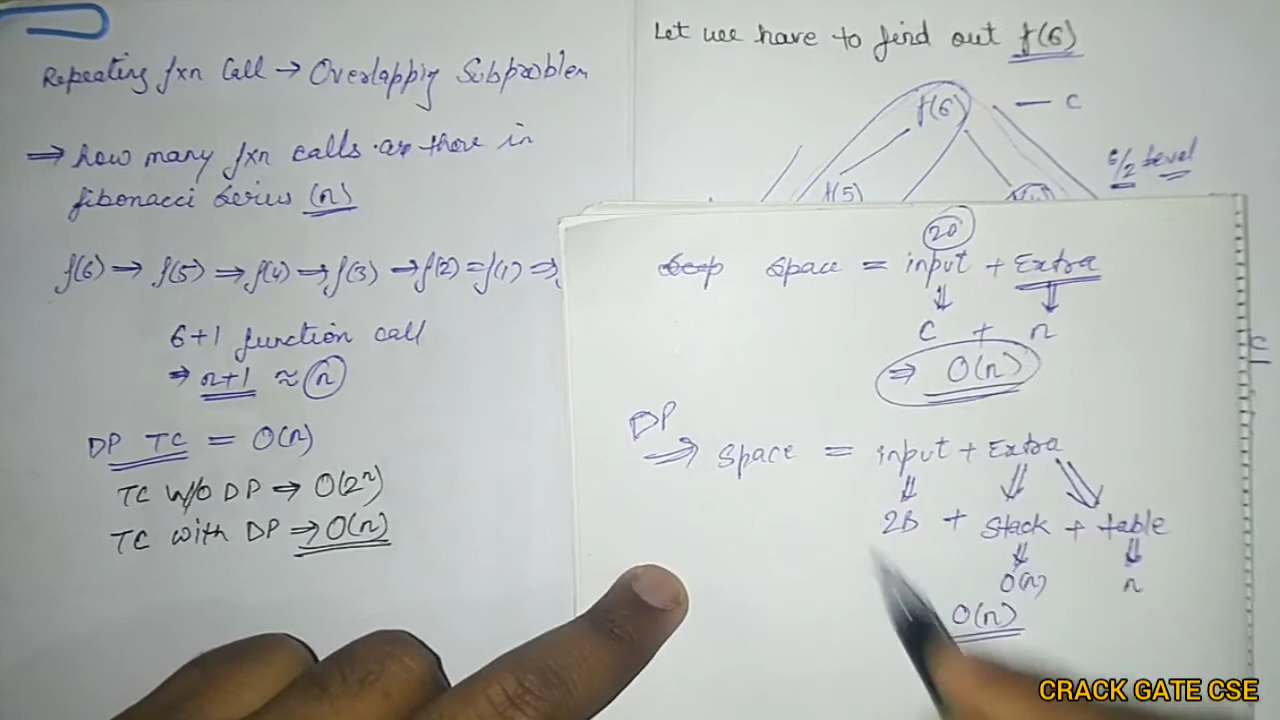 Repeating fxn Call → Overlapping Subproblem
⇒ how many fxn calls are there in
fibonacci series (n)
f(6) → f(5) ⇒ f(4) ⇒ f(3) → f(2) = f(1) ⇒
6+1 function call
⇒ n+1 ≈ n
DP TC = O(n)
TC w/o DP → O(2ⁿ)
TC with DP ⇒ O(n)
Let we have to find out f(6)
f(6) — C
6/2 Level
f(5)
2B
Space = input + Extra
C + n
⇒ O(n)
DP
⇒ Space = input + Extra
2B + Stack + table
O(n) n
O(n)
C
CRACK GATE CSE